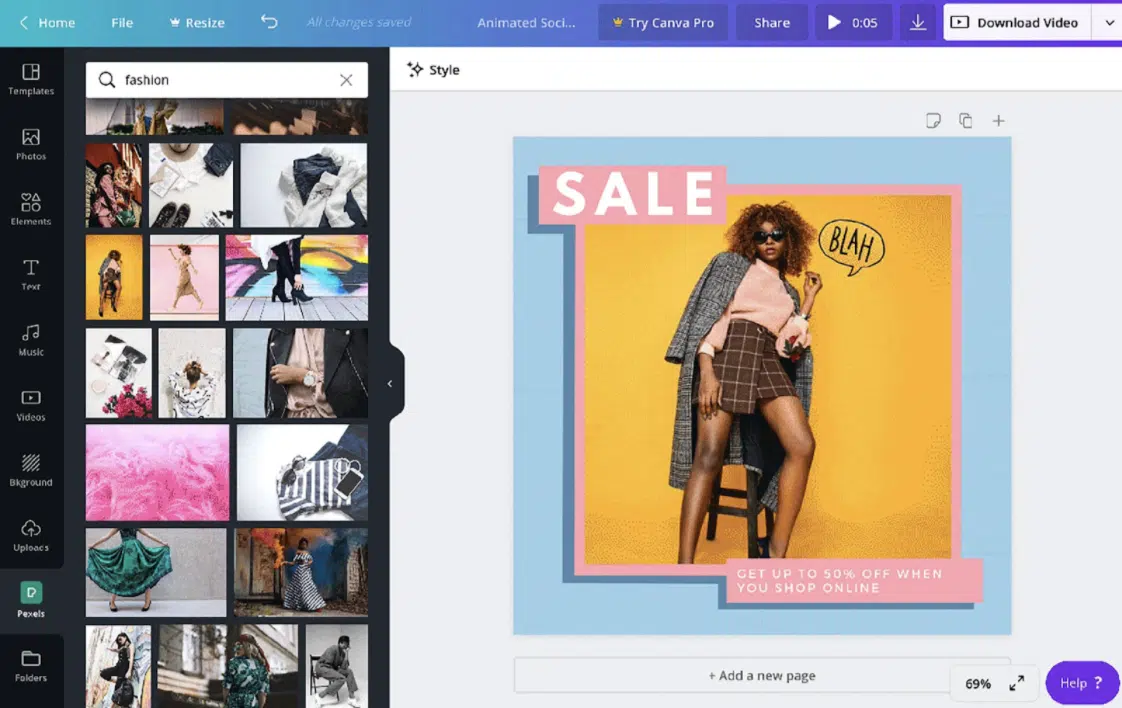 Home
File
Resize
All changes saved
Animated Soci...
Try Canva Pro
Share
0:05
Download Video
Templates
Photos
Elements
Text
Music
Videos
Bkground
Uploads
Pexels
Folders
fashion
Style
SALE
BLAH
GET UP TO 50% OFF WHEN
YOU SHOP ONLINE
+ Add a new page
69%
Help ?